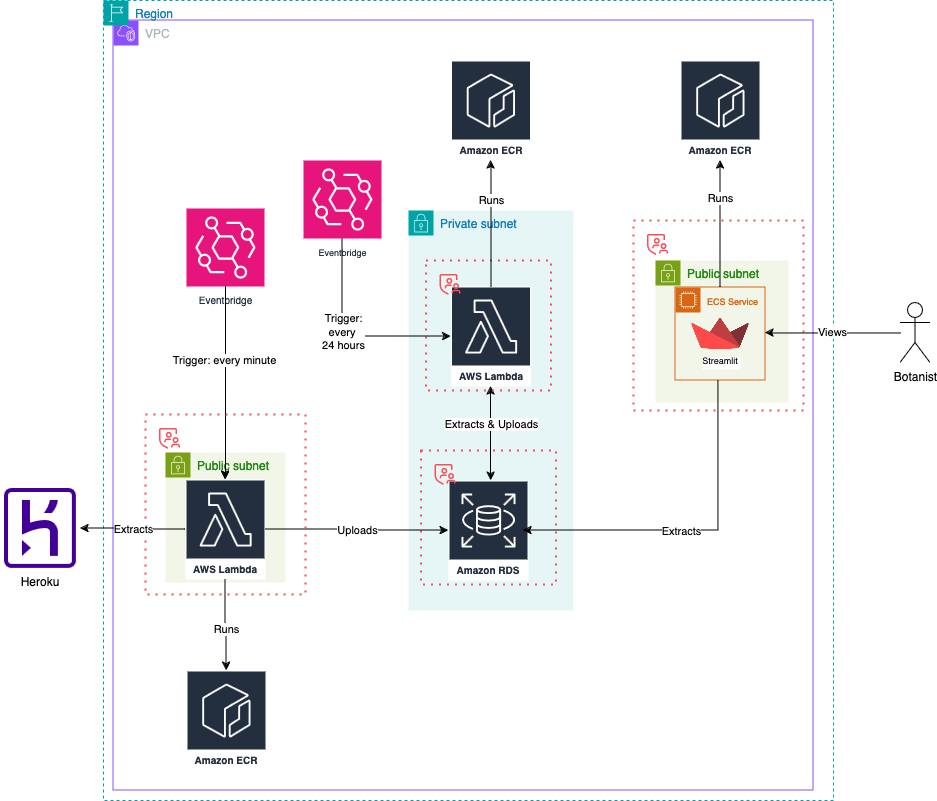 Region
VPC
Amazon ECR
Amazon ECR
Runs
Runs
Private subnet
Eventbridge
Public subnet
Eventbridge
ECS Service
Trigger:
every
24 hours
Views
Streamlit
Trigger: every minute
AWS Lambda
Botanist
Extracts & Uploads
Public subnet
Extracts
Uploads
Extracts
AWS Lambda
Amazon RDS
Heroku
Runs
Amazon ECR